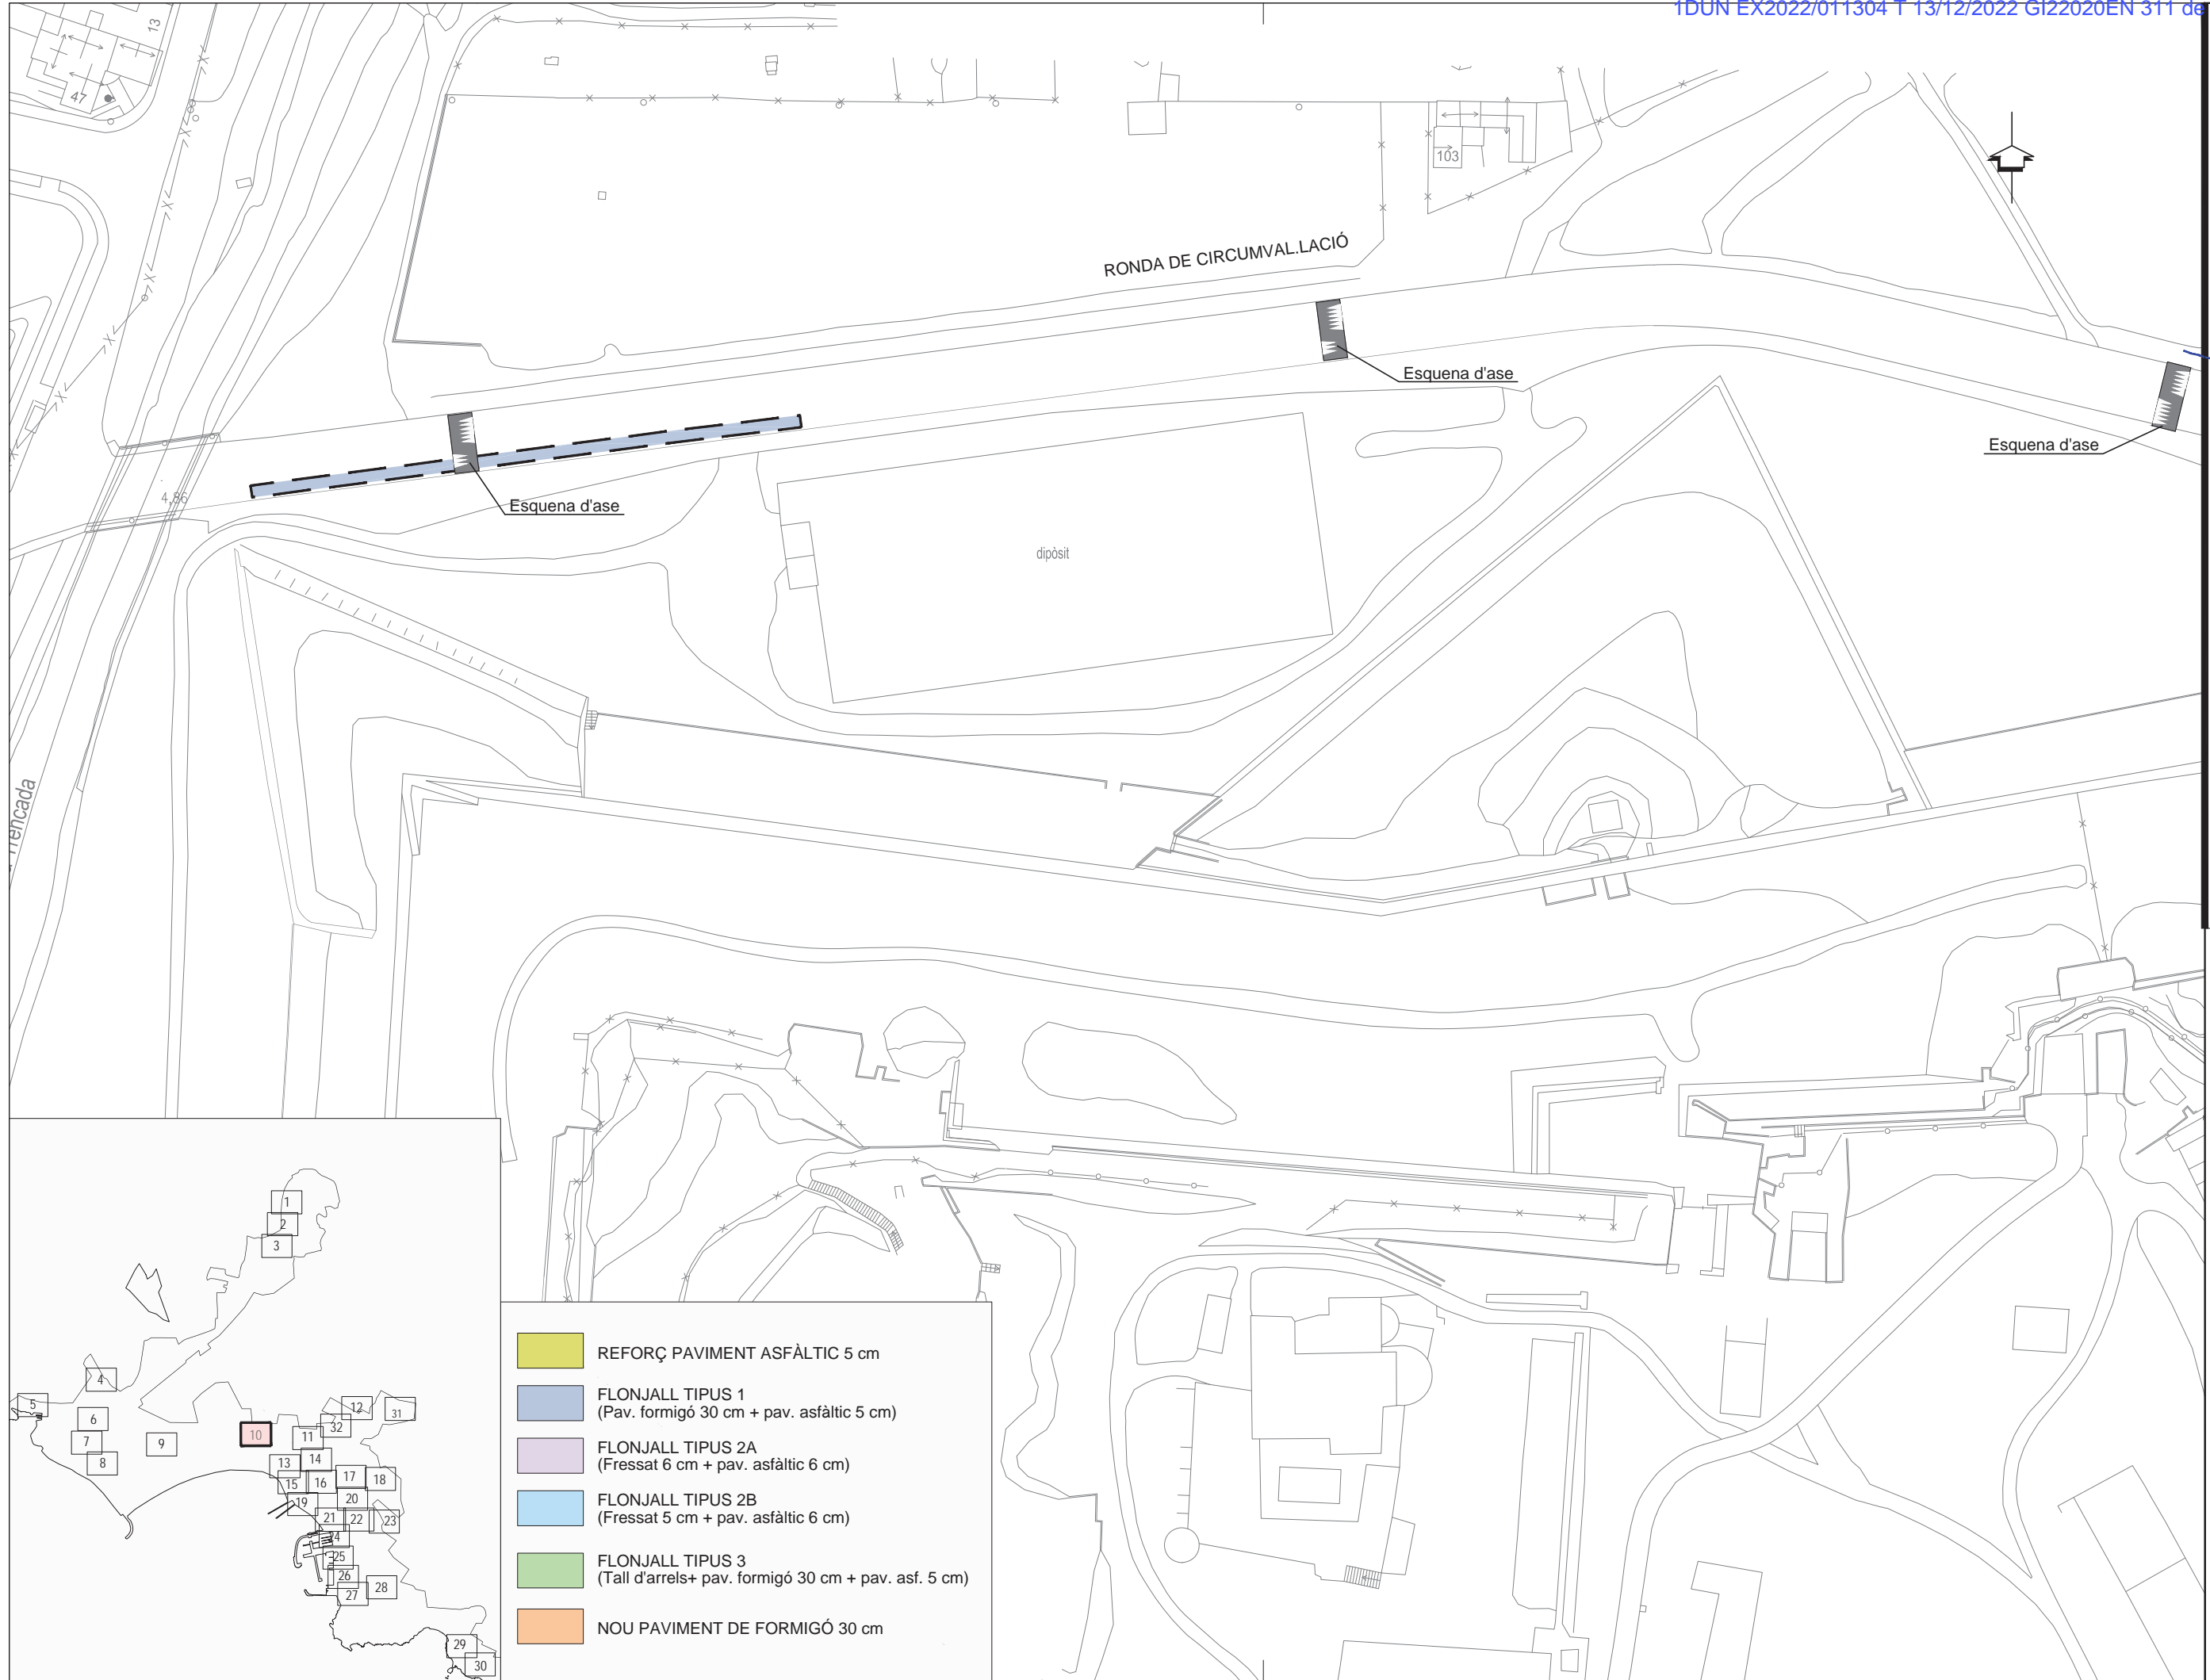 1DUN EX2022/011304 T 13/12/2022 GI22020EN 311 de
13
47
103
RONDA DE CIRCUMVAL.LACIÓ
Esquena d'ase
Esquena d'ase
Esquena d'ase
4,86
dipòsit
1
2
3
4
5
6
7
8
9
10
11
12
31
32
13
14
15
16
17
18
19
20
21
22
23
24
25
26
27
28
29
30
REFORÇ PAVIMENT ASFÀLTIC 5 cm
FLONJALL TIPUS 1
(Pav. formigó 30 cm + pav. asfàltic 5 cm)
FLONJALL TIPUS 2A
(Fressat 6 cm + pav. asfàltic 6 cm)
FLONJALL TIPUS 2B
(Fressat 5 cm + pav. asfàltic 6 cm)
FLONJALL TIPUS 3
(Tall d'arrels+ pav. formigó 30 cm + pav. asf. 5 cm)
NOU PAVIMENT DE FORMIGÓ 30 cm